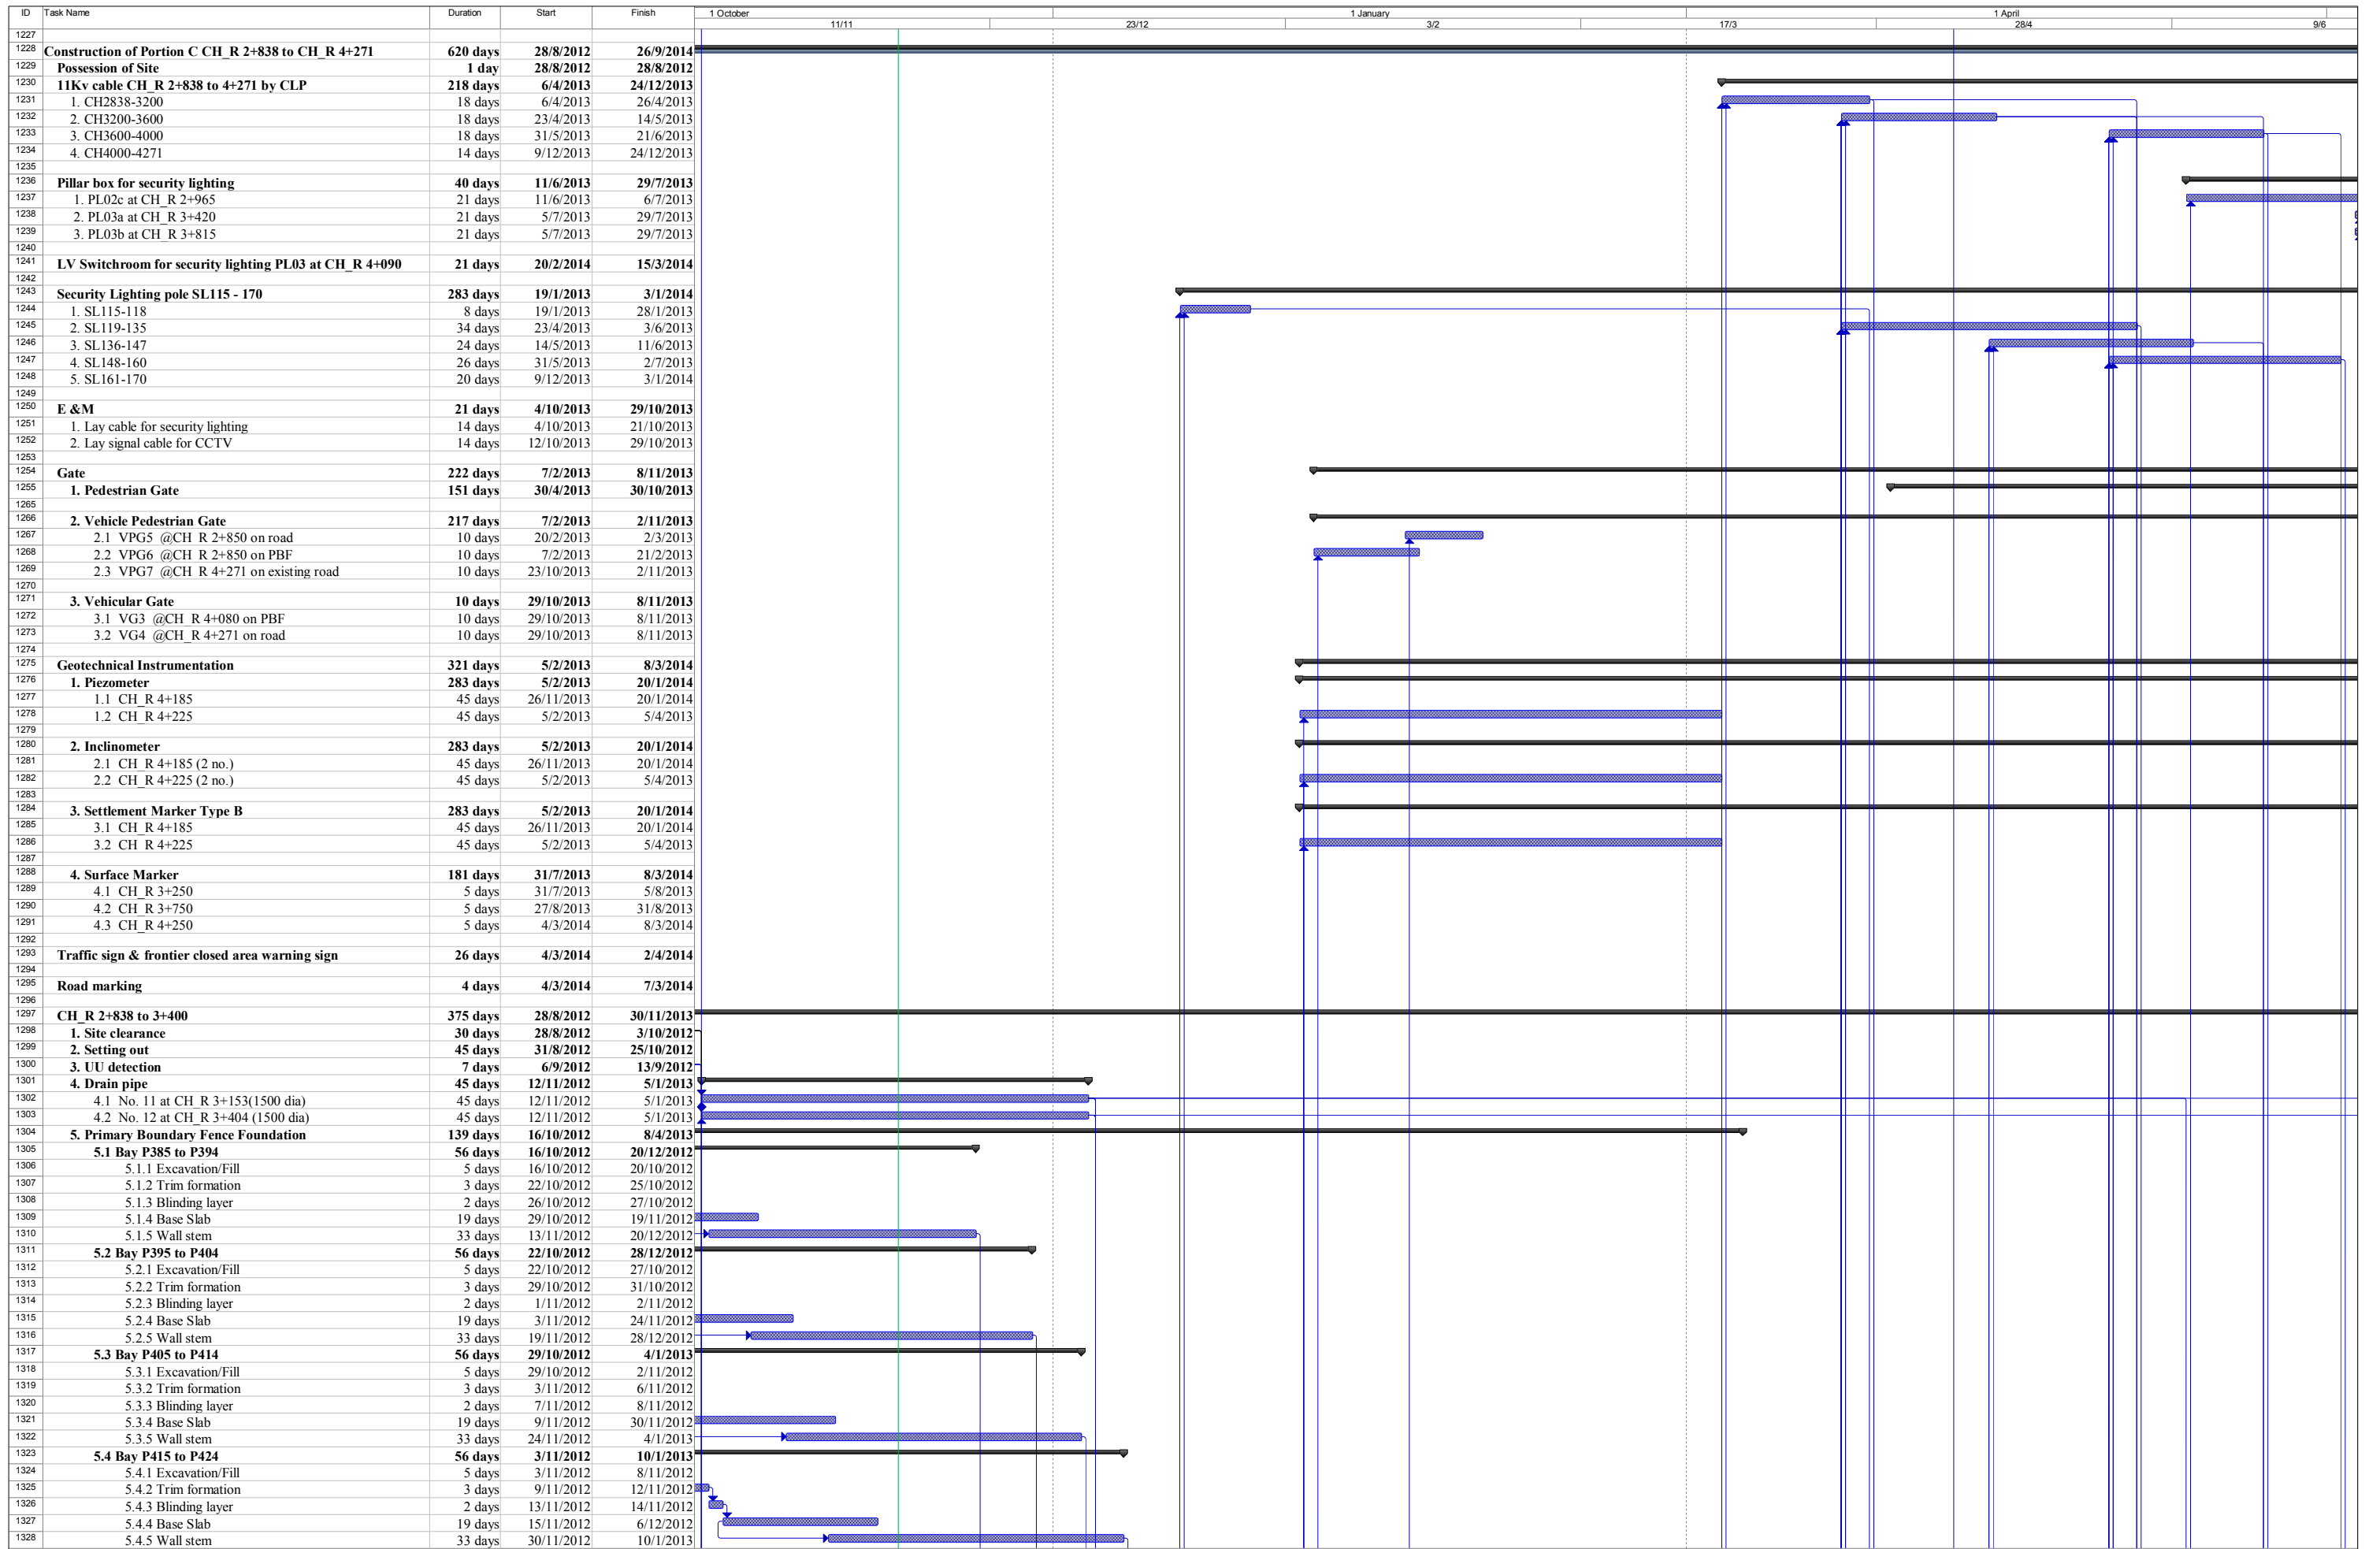 ID Task Name Duration Start Finish 1 October 1 January 1 April
11/11 23/12 3/2 17/3 28/4 9/6
1227
1228 Construction of Portion C CH_R 2+838 to CH_R 4+271 620 days 28/8/2012 26/9/2014
1229 Possession of Site 1 day 28/8/2012 28/8/2012
1230 11Kv cable CH_R 2+838 to 4+271 by CLP 218 days 6/4/2013 24/12/2013
1231 1. CH2838-3200 18 days 6/4/2013 26/4/2013
1232 2. CH3200-3600 18 days 23/4/2013 14/5/2013
1233 3. CH3600-4000 18 days 31/5/2013 21/6/2013
1234 4. CH4000-4271 14 days 9/12/2013 24/12/2013
1235
1236 Pillar box for security lighting 40 days 11/6/2013 29/7/2013
1237 1. PL02c at CH_R 2+965 21 days 11/6/2013 6/7/2013
1238 2. PL03a at CH_R 3+420 21 days 5/7/2013 29/7/2013
1239 3. PL03b at CH_R 3+815 21 days 5/7/2013 29/7/2013
1240
1241 LV Switchroom for security lighting PL03 at CH_R 4+090 21 days 20/2/2014 15/3/2014
1242
1243 Security Lighting pole SL115 - 170 283 days 19/1/2013 3/1/2014
1244 1. SL115-118 8 days 19/1/2013 28/1/2013
1245 2. SL119-135 34 days 23/4/2013 3/6/2013
1246 3. SL136-147 24 days 14/5/2013 11/6/2013
1247 4. SL148-160 26 days 31/5/2013 2/7/2013
1248 5. SL161-170 20 days 9/12/2013 3/1/2014
1249
1250 E &M 21 days 4/10/2013 29/10/2013
1251 1. Lay cable for security lighting 14 days 4/10/2013 21/10/2013
1252 2. Lay signal cable for CCTV 14 days 12/10/2013 29/10/2013
1253
1254 Gate 222 days 7/2/2013 8/11/2013
1255 1. Pedestrian Gate 151 days 30/4/2013 30/10/2013
1265
1266 2. Vehicle Pedestrian Gate 217 days 7/2/2013 2/11/2013
1267 2.1 VPG5 @CH_R 2+850 on road 10 days 20/2/2013 2/3/2013
1268 2.2 VPG6 @CH_R 2+850 on PBF 10 days 7/2/2013 21/2/2013
1269 2.3 VPG7 @CH_R 4+271 on existing road 10 days 23/10/2013 2/11/2013
1270
1271 3. Vehicular Gate 10 days 29/10/2013 8/11/2013
1272 3.1 VG3 @CH_R 4+080 on PBF 10 days 29/10/2013 8/11/2013
1273 3.2 VG4 @CH_R 4+271 on road 10 days 29/10/2013 8/11/2013
1274
1275 Geotechnical Instrumentation 321 days 5/2/2013 8/3/2014
1276 1. Piezometer 283 days 5/2/2013 20/1/2014
1277 1.1 CH_R 4+185 45 days 26/11/2013 20/1/2014
1278 1.2 CH_R 4+225 45 days 5/2/2013 5/4/2013
1279
1280 2. Inclinometer 283 days 5/2/2013 20/1/2014
1281 2.1 CH_R 4+185 (2 no.) 45 days 26/11/2013 20/1/2014
1282 2.2 CH_R 4+225 (2 no.) 45 days 5/2/2013 5/4/2013
1283
1284 3. Settlement Marker Type B 283 days 5/2/2013 20/1/2014
1285 3.1 CH_R 4+185 45 days 26/11/2013 20/1/2014
1286 3.2 CH_R 4+225 45 days 5/2/2013 5/4/2013
1287
1288 4. Surface Marker 181 days 31/7/2013 8/3/2014
1289 4.1 CH_R 3+250 5 days 31/7/2013 5/8/2013
1290 4.2 CH_R 3+750 5 days 27/8/2013 31/8/2013
1291 4.3 CH_R 4+250 5 days 4/3/2014 8/3/2014
1292
1293 Traffic sign & frontier closed area warning sign 26 days 4/3/2014 2/4/2014
1294
1295 Road marking 4 days 4/3/2014 7/3/2014
1296
1297 CH_R 2+838 to 3+400 375 days 28/8/2012 30/11/2013
1298 1. Site clearance 30 days 28/8/2012 3/10/2012
1299 2. Setting out 45 days 31/8/2012 25/10/2012
1300 3. UU detection 7 days 6/9/2012 13/9/2012
1301 4. Drain pipe 45 days 12/11/2012 5/1/2013
1302 4.1 No. 11 at CH_R 3+153(1500 dia) 45 days 12/11/2012 5/1/2013
1303 4.2 No. 12 at CH_R 3+404 (1500 dia) 45 days 12/11/2012 5/1/2013
1304 5. Primary Boundary Fence Foundation 139 days 16/10/2012 8/4/2013
1305 5.1 Bay P385 to P394 56 days 16/10/2012 20/12/2012
1306 5.1.1 Excavation/Fill 5 days 16/10/2012 20/10/2012
1307 5.1.2 Trim formation 3 days 22/10/2012 25/10/2012
1308 5.1.3 Blinding layer 2 days 26/10/2012 27/10/2012
1309 5.1.4 Base Slab 19 days 29/10/2012 19/11/2012
1310 5.1.5 Wall stem 33 days 13/11/2012 20/12/2012
1311 5.2 Bay P395 to P404 56 days 22/10/2012 28/12/2012
1312 5.2.1 Excavation/Fill 5 days 22/10/2012 27/10/2012
1313 5.2.2 Trim formation 3 days 29/10/2012 31/10/2012
1314 5.2.3 Blinding layer 2 days 1/11/2012 2/11/2012
1315 5.2.4 Base Slab 19 days 3/11/2012 24/11/2012
1316 5.2.5 Wall stem 33 days 19/11/2012 28/12/2012
1317 5.3 Bay P405 to P414 56 days 29/10/2012 4/1/2013
1318 5.3.1 Excavation/Fill 5 days 29/10/2012 2/11/2012
1319 5.3.2 Trim formation 3 days 3/11/2012 6/11/2012
1320 5.3.3 Blinding layer 2 days 7/11/2012 8/11/2012
1321 5.3.4 Base Slab 19 days 9/11/2012 30/11/2012
1322 5.3.5 Wall stem 33 days 24/11/2012 4/1/2013
1323 5.4 Bay P415 to P424 56 days 3/11/2012 10/1/2013
1324 5.4.1 Excavation/Fill 5 days 3/11/2012 8/11/2012
1325 5.4.2 Trim formation 3 days 9/11/2012 12/11/2012
1326 5.4.3 Blinding layer 2 days 13/11/2012 14/11/2012
1327 5.4.4 Base Slab 19 days 15/11/2012 6/12/2012
1328 5.4.5 Wall stem 33 days 30/11/2012 10/1/2013